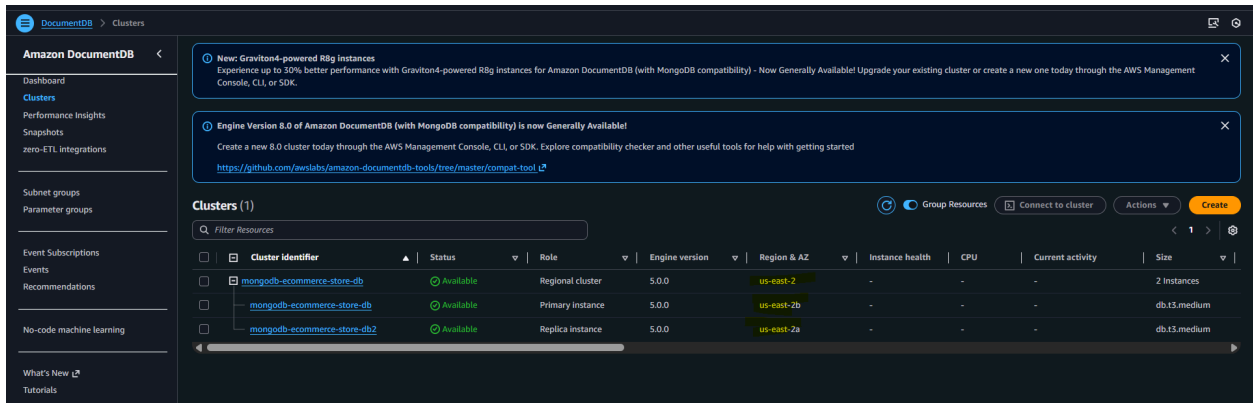 DocumentDB > Clusters
Amazon DocumentDB
Dashboard
Clusters
Performance Insights
Snapshots
zero-ETL integrations
Subnet groups
Parameter groups
Event Subscriptions
Events
Recommendations
No-code machine learning
What's New
Tutorials
New: Graviton4-powered R8g instances
Experience up to 30% better performance with Graviton4-powered R8g instances for Amazon DocumentDB (with MongoDB compatibility) - Now Generally Available! Upgrade your existing cluster or create a new one today through the AWS Management
Console, CLI, or SDK.
Engine Version 8.0 of Amazon DocumentDB (with MongoDB compatibility) is now Generally Available!
Create a new 8.0 cluster today through the AWS Management Console, CLI, or SDK. Explore compatibility checker and other useful tools for help with getting started
https://github.com/awslabs/amazon-documentdb-tools/tree/master/compat-tool
Clusters (1) Group Resources Connect to cluster Actions Create
Filter Resources < 1 >
Cluster identifier Status Role Engine version Region & AZ Instance health CPU Current activity Size
mongodb-ecommerce-store-db Available Regional cluster 5.0.0 us-east-2 - - - 2 Instances
mongodb-ecommerce-store-db Available Primary instance 5.0.0 us-east-2b - - - db.t3.medium
mongodb-ecommerce-store-db2 Available Replica instance 5.0.0 us-east-2a - - - db.t3.medium